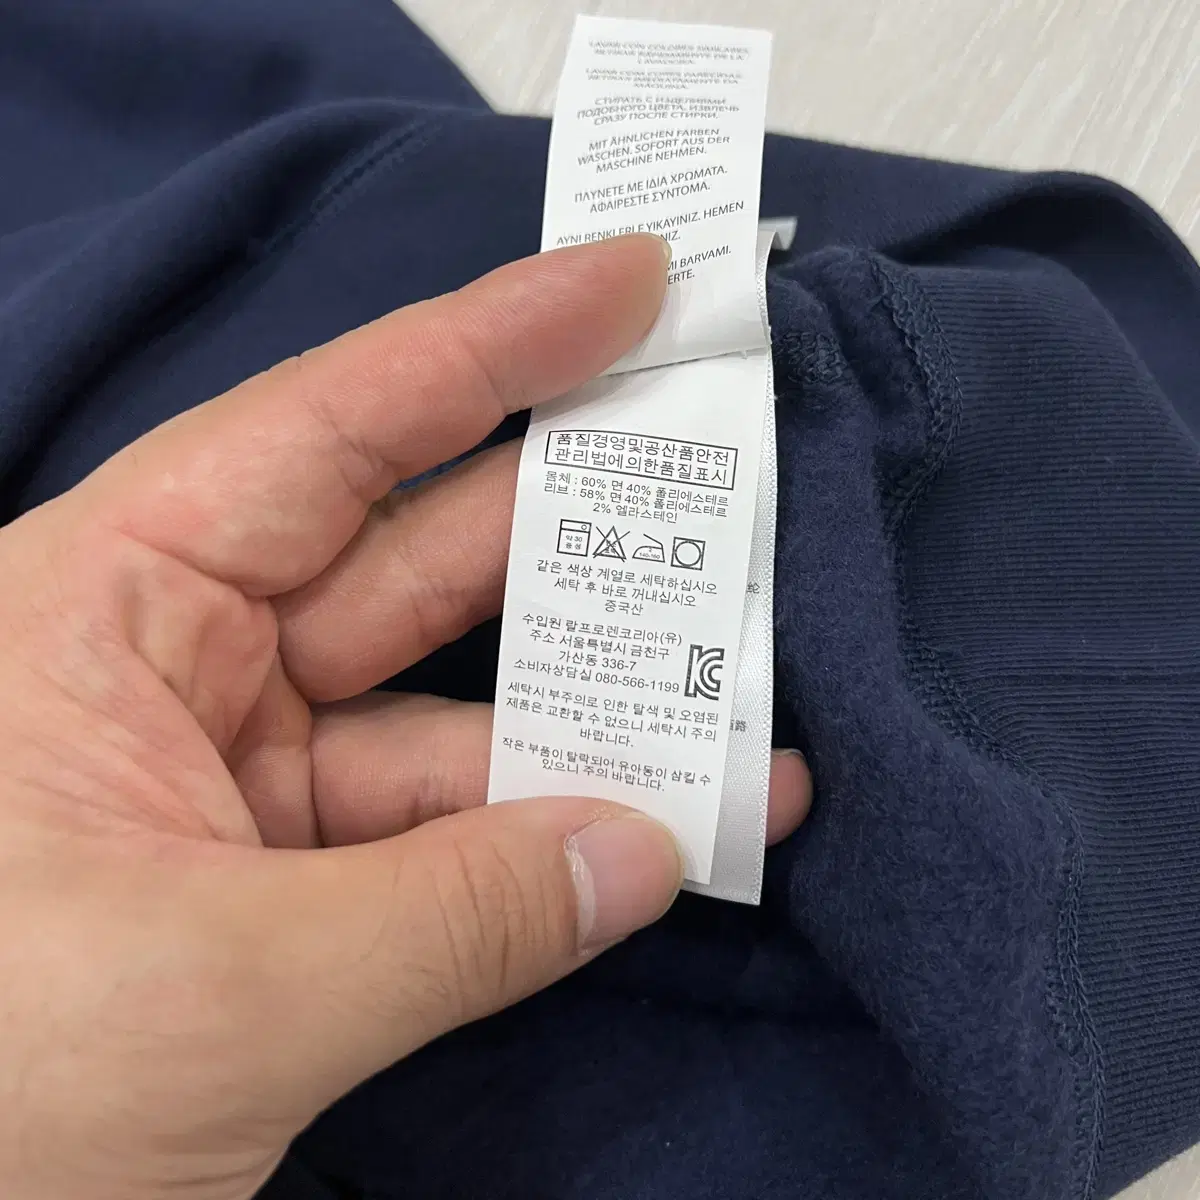 LAVAR CON COLORES SIMILARES.
RETIRAR RÁPIDAMENTE DE LA
LAVADORA.
LAVAR COM CORES PARECIDAS.
RETIRAR IMEDIATAMENTE DA
MÁQUINA.
СТИРАТЬ С ИЗДЕЛИЯМИ
ПОДОБНОГО ЦВЕТА. ИЗВЛЕЧЬ
СРАЗУ ПОСЛЕ СТИРКИ.
MIT ÄHNLICHEN FARBEN
WASCHEN. SOFORT AUS DER
MASCHINE NEHMEN.
ΠΛΥΝΕΤΕ ΜΕ ΙΔΙΑ ΧΡΩΜΑΤΑ.
ΑΦΑΙΡΕΣΤΕ ΣΥΝΤΟΜΑ.
AYNI RENKLERLE YIKAYINIZ. HEMEN
NIZ.
MI BARVAMI.
ERTE.
품질경영및공산품안전
관리법에의한품질표시
몸체 : 60% 면 40% 폴리에스테르
리브 : 58% 면 40% 폴리에스테르
2% 엘라스테인
약 30
중성
140-160
같은 색상 계열로 세탁하십시오
세탁 후 바로 꺼내십시오
중국산
수입원 랄프로렌코리아(유)
주소 서울특별시 금천구
가산동 336-7
소비자상담실 080-566-1199
세탁시 부주의로 인한 탈색 및 오염된
제품은 교환할 수 없으니 세탁시 주의
바랍니다.
작은 부품이 탈락되어 유아동이 삼킬 수
있으니 주의 바랍니다.